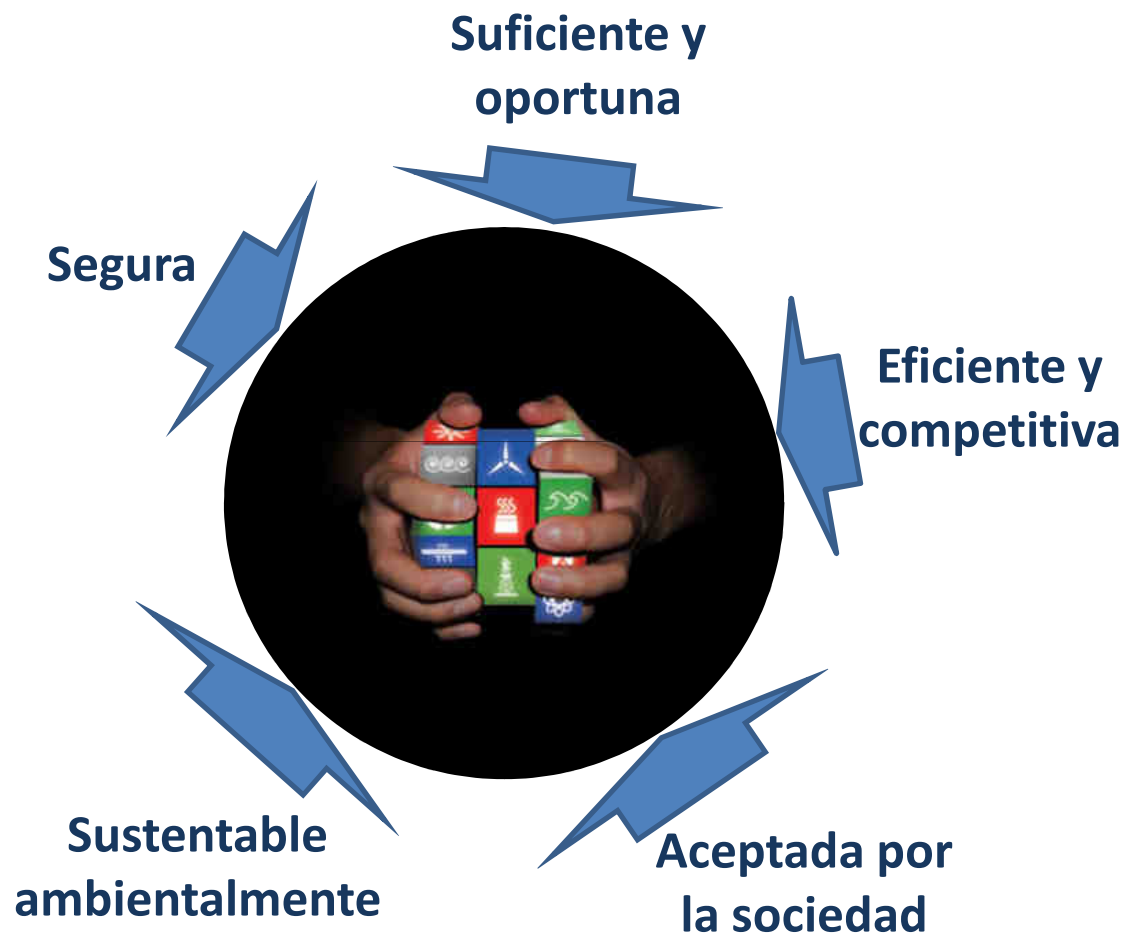 Suficiente y
oportuna
Segura
Eficiente y
competitiva
Sustentable
ambientalmente
Aceptada por
la sociedad